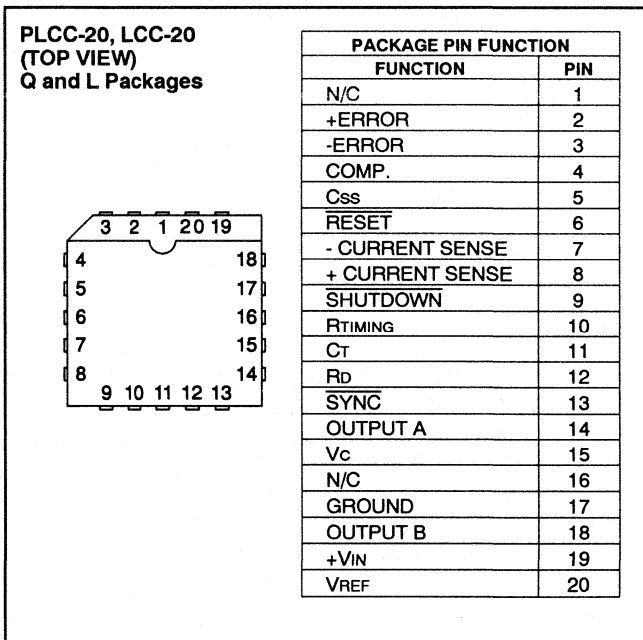 PLCC-20, LCC-20
(TOP VIEW)
Q and L Packages
3 2 1 20 19
4 18
5 17
6 16
7 15
8 14
9 10 11 12 13
PACKAGE PIN FUNCTION
FUNCTION PIN
N/C 1
+ERROR 2
-ERROR 3
COMP. 4
CSS 5
R̅E̅S̅E̅T̅ 6
- CURRENT SENSE 7
+ CURRENT SENSE 8
S̅H̅U̅T̅D̅O̅W̅N̅ 9
RTIMING 10
CT 11
RD 12
S̅Y̅N̅C̅ 13
OUTPUT A 14
VC 15
N/C 16
GROUND 17
OUTPUT B 18
+VIN 19
VREF 20